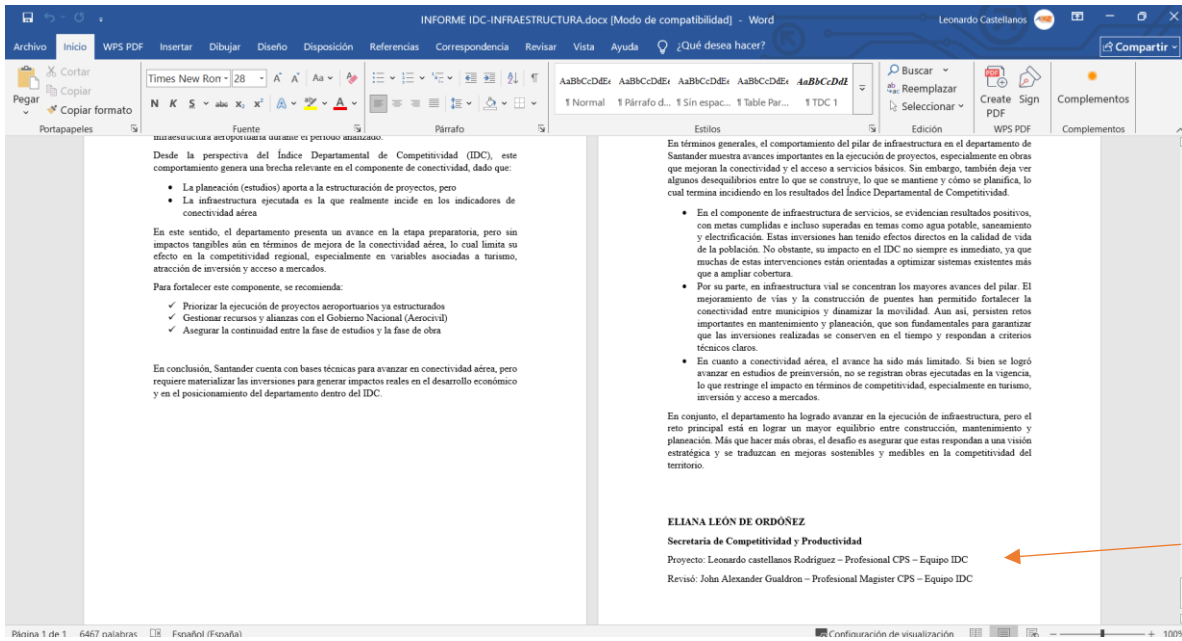 INFORME IDC-INFRAESTRUCTURA.docx [Modo de compatibilidad] - Word
Leonardo Castellanos
Archivo Inicio WPS PDF Insertar Dibujar Diseño Disposición Referencias Correspondencia Revisar Vista Ayuda ¿Qué desea hacer? Compartir
Pegar
Cortar
Copiar
Copiar formato
Portapapeles
Times New Ron 28
N K S abc x₂ x²
Fuente
Párrafo
AaBbCcDdEe AaBbCcDdEe AaBbCcDdEe AaBbCcDdEe AaBbCcDdE
¶ Normal ¶ Párrafo d... ¶ Sin espac... ¶ Table Par... ¶ TDC 1
Estilos
Buscar
Reemplazar
Seleccionar
Edición
Create PDF
Sign
WPS PDF
Complementos
Complementos
infraestructura aeroportuaria durante el periodo analizado.
Desde la perspectiva del Índice Departamental de Competitividad (IDC), este
comportamiento genera una brecha relevante en el componente de conectividad, dado que:
• La planeación (estudios) aporta a la estructuración de proyectos, pero
• La infraestructura ejecutada es la que realmente incide en los indicadores de
conectividad aérea
En este sentido, el departamento presenta un avance en la etapa preparatoria, pero sin
impactos tangibles aún en términos de mejora de la conectividad aérea, lo cual limita su
efecto en la competitividad regional, especialmente en variables asociadas a turismo,
atracción de inversión y acceso a mercados.
Para fortalecer este componente, se recomienda:
✓ Priorizar la ejecución de proyectos aeroportuarios ya estructurados
✓ Gestionar recursos y alianzas con el Gobierno Nacional (Aerocivil)
✓ Asegurar la continuidad entre la fase de estudios y la fase de obra
En conclusión, Santander cuenta con bases técnicas para avanzar en conectividad aérea, pero
requiere materializar las inversiones para generar impactos reales en el desarrollo económico
y en el posicionamiento del departamento dentro del IDC.
En términos generales, el comportamiento del pilar de infraestructura en el departamento de
Santander muestra avances importantes en la ejecución de proyectos, especialmente en obras
que mejoran la conectividad y el acceso a servicios básicos. Sin embargo, también deja ver
algunos desequilibrios entre lo que se construye, lo que se mantiene y cómo se planifica, lo
cual termina incidiendo en los resultados del Índice Departamental de Competitividad.
• En el componente de infraestructura de servicios, se evidencian resultados positivos,
con metas cumplidas e incluso superadas en temas como agua potable, saneamiento
y electrificación. Estas inversiones han tenido efectos directos en la calidad de vida
de la población. No obstante, su impacto en el IDC no siempre es inmediato, ya que
muchas de estas intervenciones están orientadas a optimizar sistemas existentes más
que a ampliar cobertura.
• Por su parte, en infraestructura vial se concentran los mayores avances del pilar. El
mejoramiento de vías y la construcción de puentes han permitido fortalecer la
conectividad entre municipios y dinamizar la movilidad. Aun así, persisten retos
importantes en mantenimiento y planeación, que son fundamentales para garantizar
que las inversiones realizadas se conserven en el tiempo y respondan a criterios
técnicos claros.
• En cuanto a conectividad aérea, el avance ha sido más limitado. Si bien se logró
avanzar en estudios de preinversión, no se registran obras ejecutadas en la vigencia,
lo que restringe el impacto en términos de competitividad, especialmente en turismo,
inversión y acceso a mercados.
En conjunto, el departamento ha logrado avanzar en la ejecución de infraestructura, pero el
reto principal está en lograr un mayor equilibrio entre construcción, mantenimiento y
planeación. Más que hacer más obras, el desafío es asegurar que estas respondan a una visión
estratégica y se traduzcan en mejoras sostenibles y medibles en la competitividad del
territorio.
ELIANA LEÓN DE ORDÓÑEZ
Secretaria de Competitividad y Productividad
Proyecto: Leonardo castellanos Rodriguez – Profesional CPS – Equipo IDC
Revisó: John Alexander Gualdron – Profesional Magister CPS – Equipo IDC
Página 1 de 1 6467 palabras Español (España) Configuración de visualización 100%